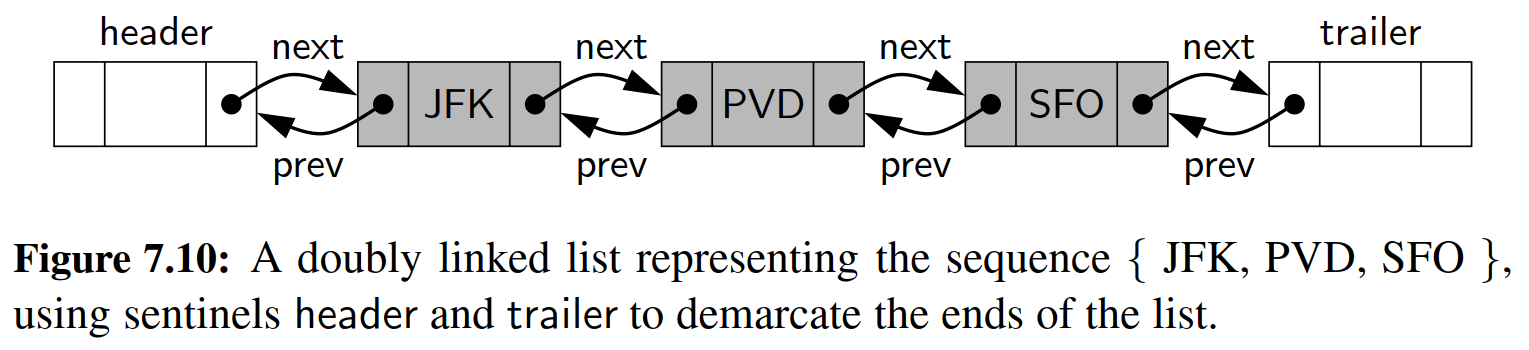 header next next next next trailer
JFK PVD SFO
prev prev prev prev
Figure 7.10: A doubly linked list representing the sequence { JFK, PVD, SFO },
using sentinels header and trailer to demarcate the ends of the list.